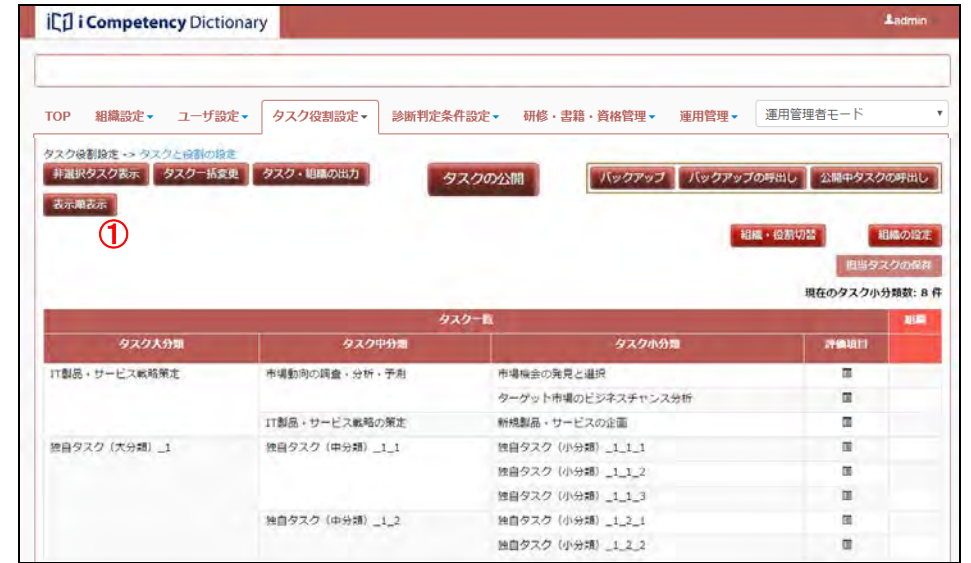 iCD i Competency Dictionary admin
TOP 組織設定 ユーザ設定 タスク役割設定 診断判定条件設定 研修・書籍・資格管理 運用管理 運用管理者モード
タスク役割設定 -> タスクと役割の設定
非選択タスク表示 タスク一括変更 タスク・組織の出力 タスクの公開 バックアップ バックアップの呼出し 公開中タスクの呼出し
表示順表示
① 組織・役割切替 組織の設定
担当タスクの保存
現在のタスク小分類数: 8 件
タスク一覧 組織
タスク大分類 タスク中分類 タスク小分類 評価項目
IT製品・サービス戦略策定 市場動向の調査・分析・予測 市場機会の発見と選択
ターゲット市場のビジネスチャンス分析
IT製品・サービス戦略の策定 新規製品・サービスの企画
独自タスク（大分類）_1 独自タスク（中分類）_1_1 独自タスク（小分類）_1_1_1
独自タスク（小分類）_1_1_2
独自タスク（小分類）_1_1_3
独自タスク（中分類）_1_2 独自タスク（小分類）_1_2_1
独自タスク（小分類）_1_2_2